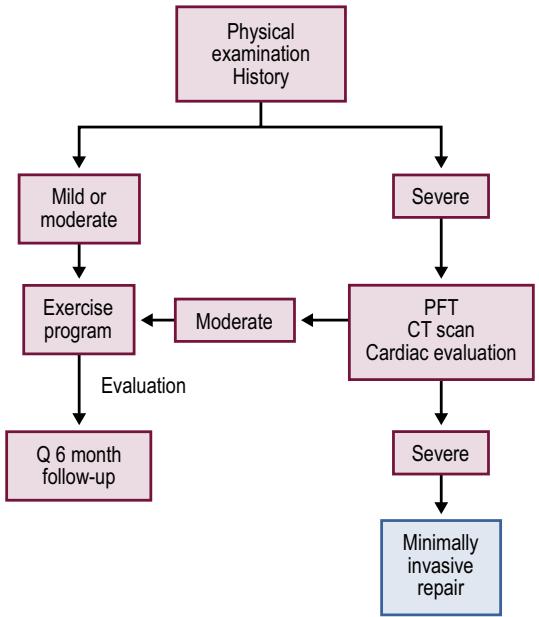 Physical
examination
History
Mild or
moderate
Severe
Exercise
program
Moderate
PFT
CT scan
Cardiac evaluation
Evaluation
Q 6 month
follow-up
Severe
Minimally
invasive
repair